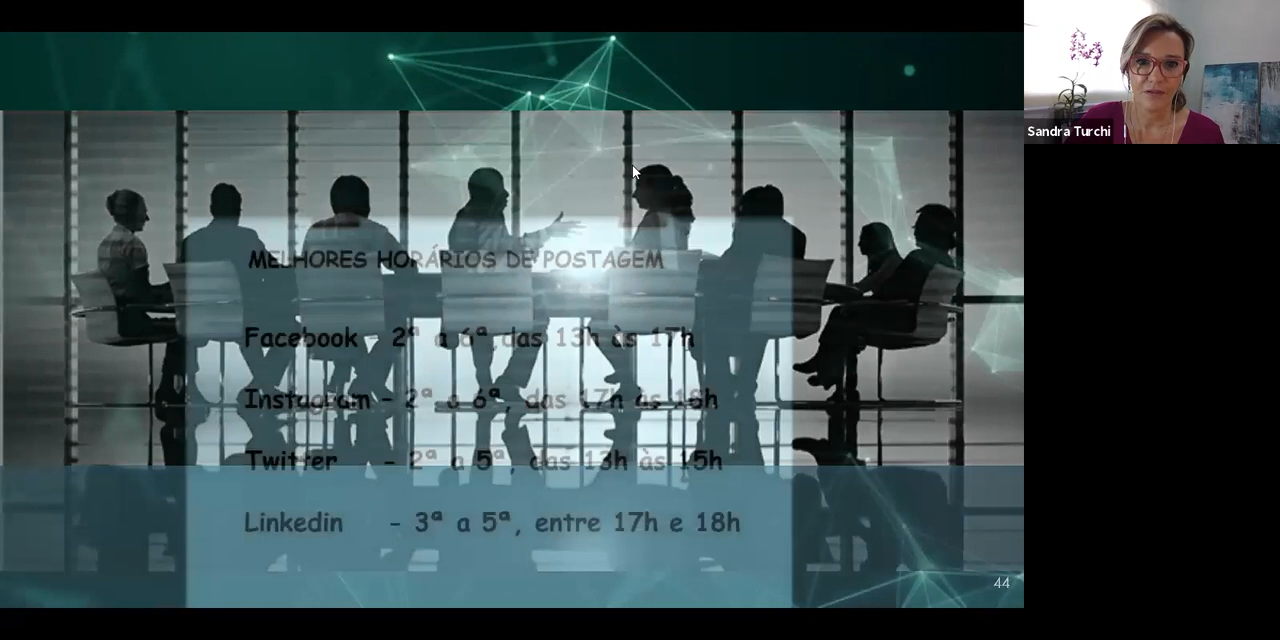 MELHORES HORÁRIOS DE POSTAGEM
Facebook - 2ª a 6ª, das 13h às 17h
Instagram - 2ª a 6ª, das 17h às 18h
Twitter - 2ª a 5ª, das 13h às 15h
Linkedin - 3ª a 5ª, entre 17h e 18h
44
Sandra Turchi